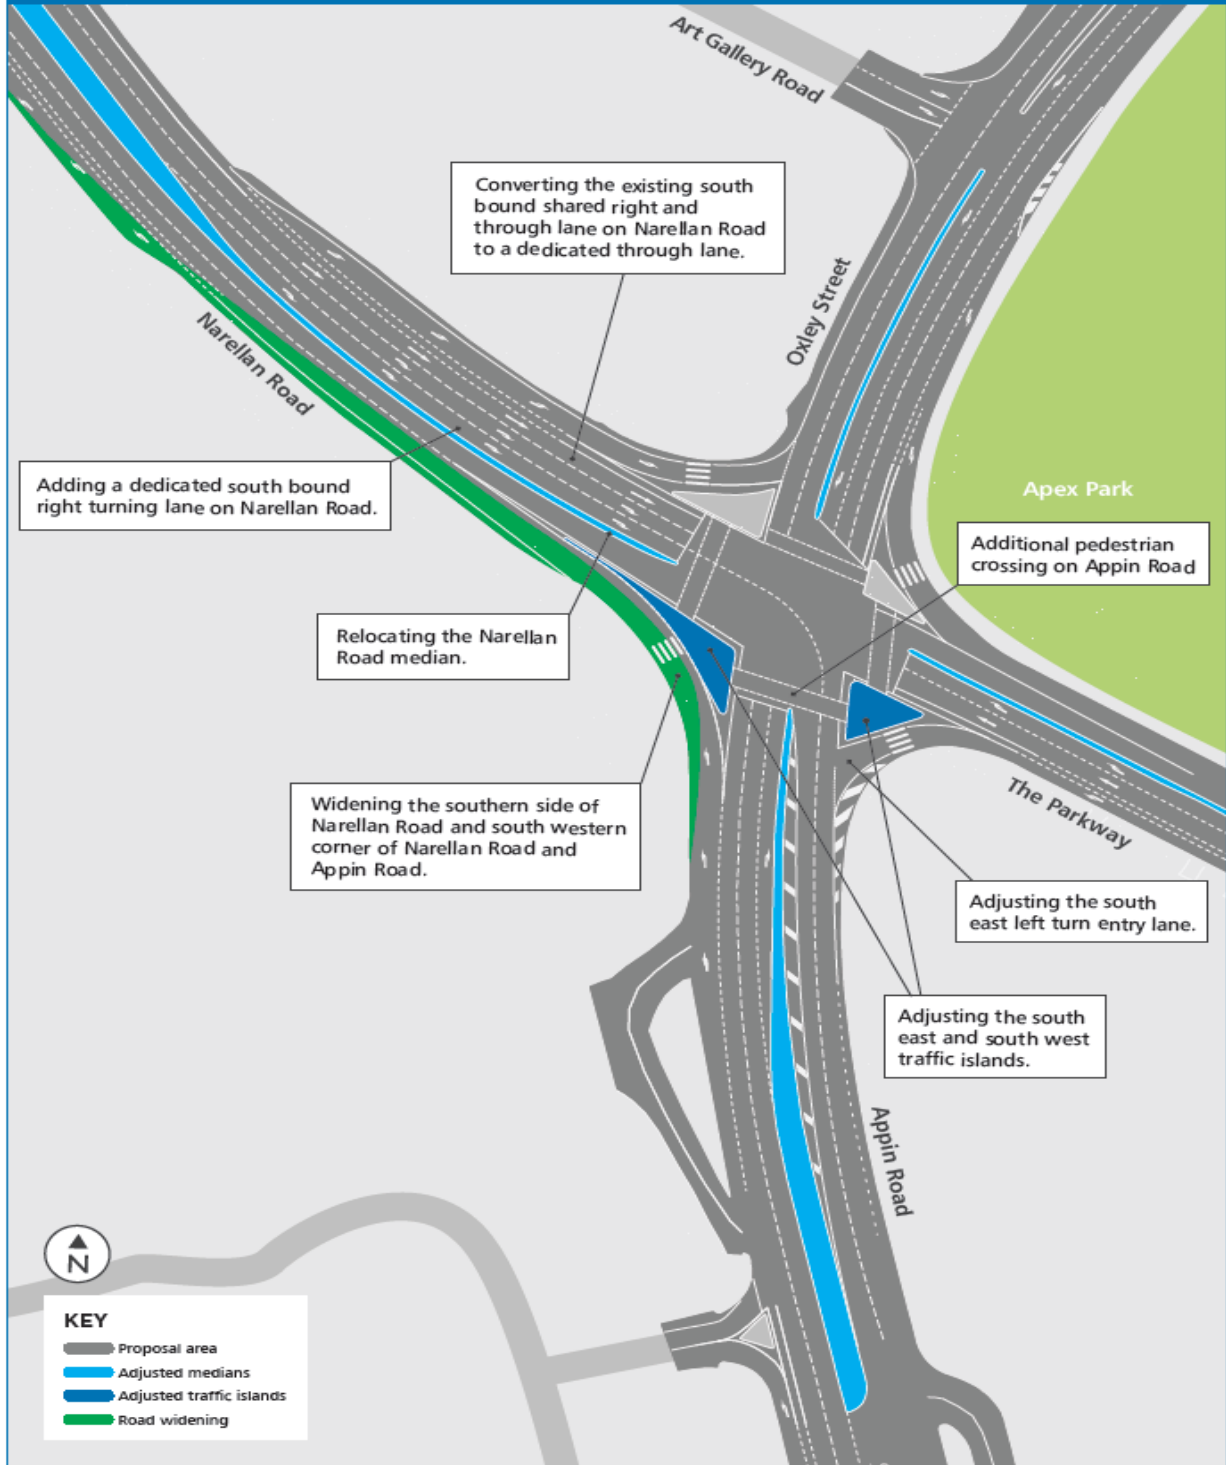 Art Gallery Road
Converting the existing south
bound shared right and
through lane on Narellan Road
to a dedicated through lane.
Oxley Street
Narellan Road
Adding a dedicated south bound
right turning lane on Narellan Road.
Apex Park
Additional pedestrian
crossing on Appin Road
Relocating the Narellan
Road median.
Widening the southern side of
Narellan Road and south western
corner of Narellan Road and
Appin Road.
The Parkway
Adjusting the south
east left turn entry lane.
Adjusting the south
east and south west
traffic islands.
Appin Road
N
KEY
Proposal area
Adjusted medians
Adjusted traffic islands
Road widening